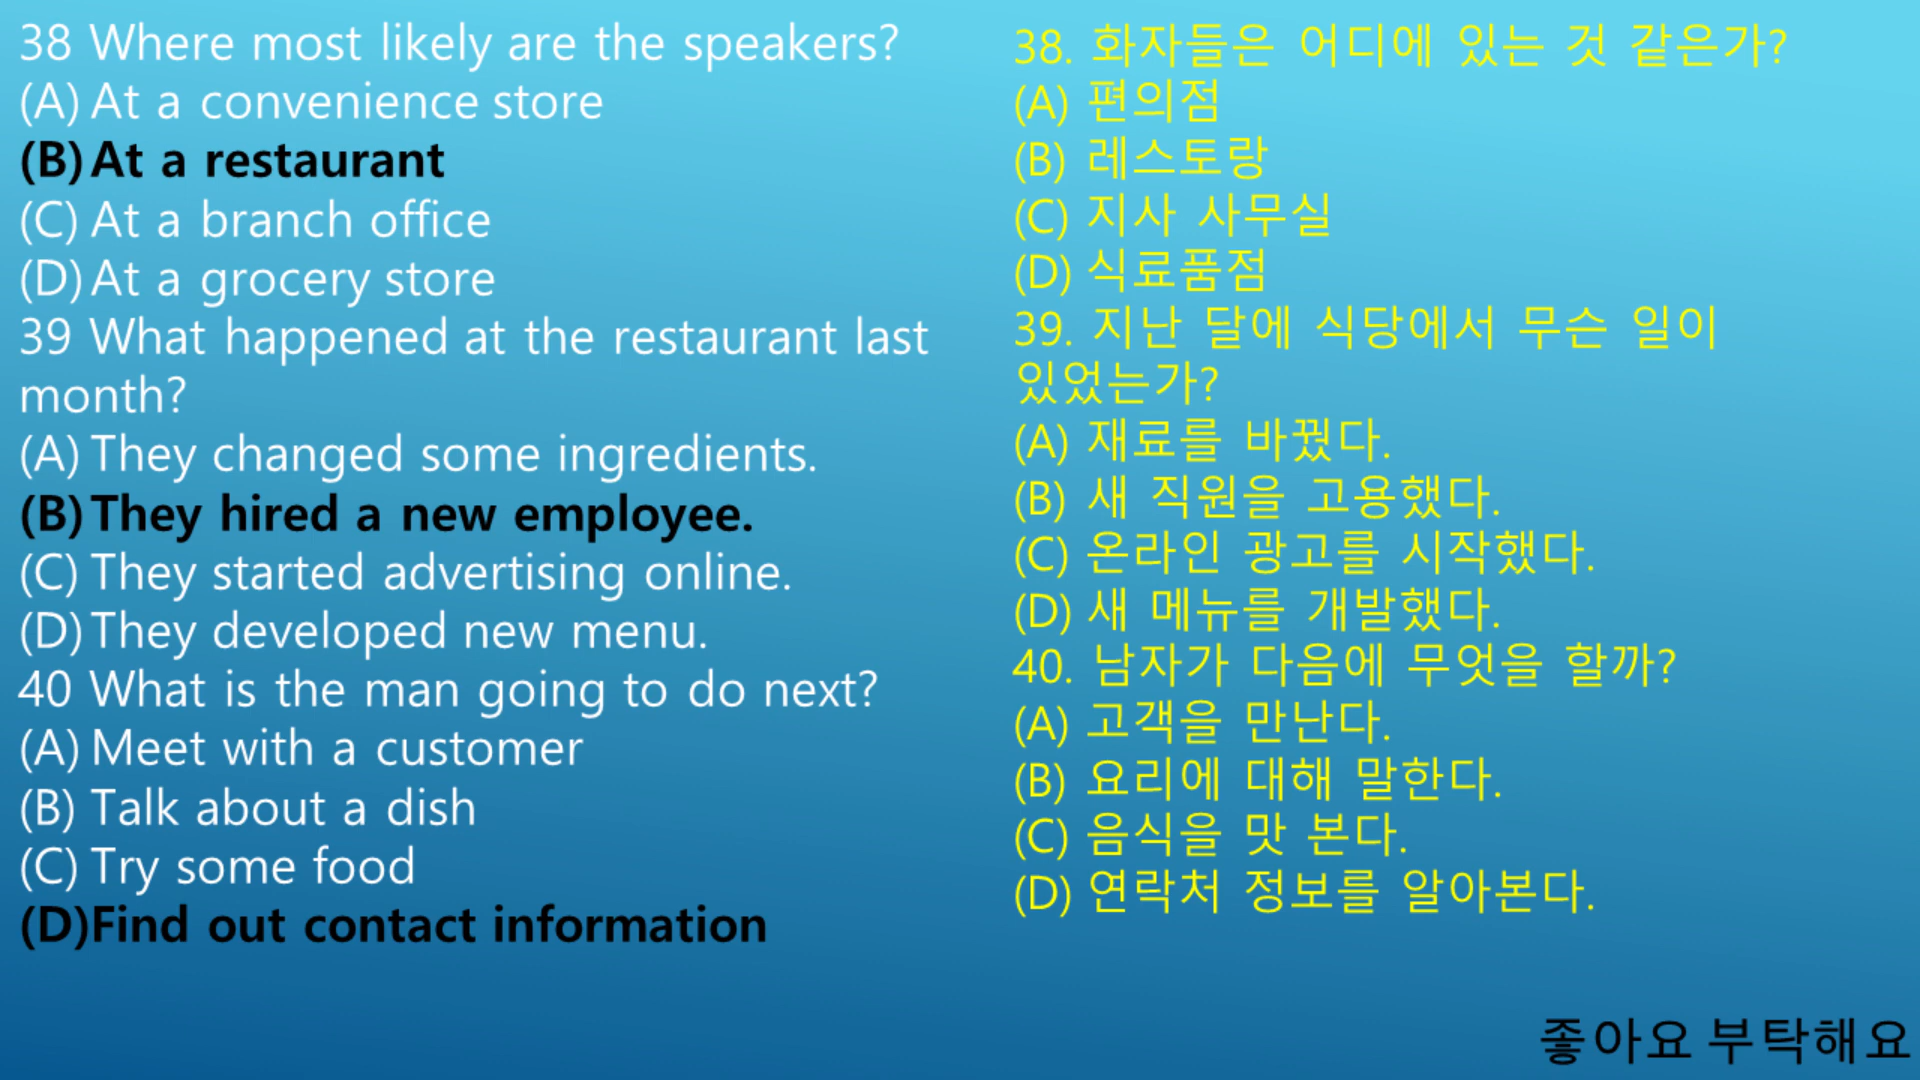 38 Where most likely are the speakers?
(A) At a convenience store
(B) At a restaurant
(C) At a branch office
(D) At a grocery store
39 What happened at the restaurant last
month?
(A) They changed some ingredients.
(B) They hired a new employee.
(C) They started advertising online.
(D) They developed new menu.
40 What is the man going to do next?
(A) Meet with a customer
(B) Talk about a dish
(C) Try some food
(D)Find out contact information
38. 화자들은 어디에 있는 것 같은가?
(A) 편의점
(B) 레스토랑
(C) 지사 사무실
(D) 식료품점
39. 지난 달에 식당에서 무슨 일이
있었는가?
(A) 재료를 바꿨다.
(B) 새 직원을 고용했다.
(C) 온라인 광고를 시작했다.
(D) 새 메뉴를 개발했다.
40. 남자가 다음에 무엇을 할까?
(A) 고객을 만난다.
(B) 요리에 대해 말한다.
(C) 음식을 맛 본다.
(D) 연락처 정보를 알아본다.
좋아요 부탁해요